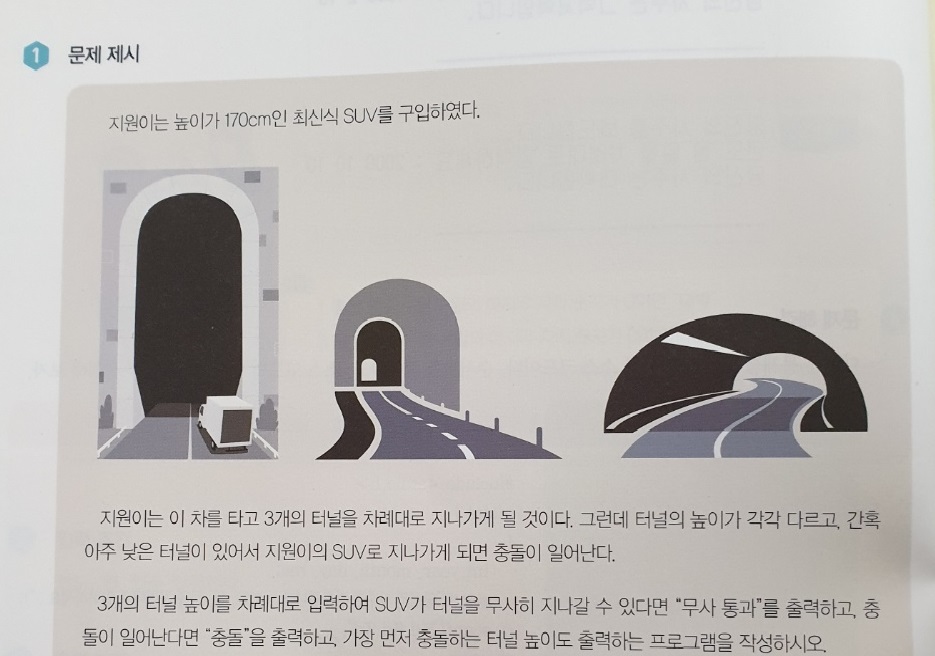 1 문제 제시
지원이는 높이가 170cm인 최신식 SUV를 구입하였다.
지원이는 이 차를 타고 3개의 터널을 차례대로 지나가게 될 것이다. 그런데 터널의 높이가 각각 다르고, 간혹
아주 낮은 터널이 있어서 지원이의 SUV로 지나가게 되면 충돌이 일어난다.
3개의 터널 높이를 차례대로 입력하여 SUV가 터널을 무사히 지나갈 수 있다면 “무사 통과”를 출력하고, 충
돌이 일어난다면 “충돌”을 출력하고, 가장 먼저 충돌하는 터널 높이도 출력하는 프로그램을 작성하시오.